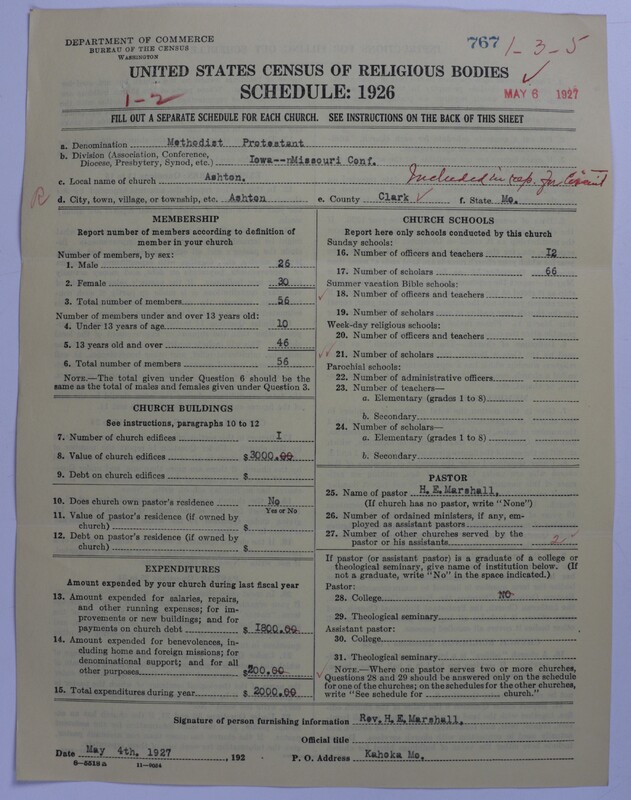 DEPARTMENT OF COMMERCE
BUREAU OF THE CENSUS
WASHINGTON
767
1-3-5
UNITED STATES CENSUS OF RELIGIOUS BODIES
SCHEDULE: 1926
1-2
MAY 6 1927
FILL OUT A SEPARATE SCHEDULE FOR EACH CHURCH. SEE INSTRUCTIONS ON THE BACK OF THIS SHEET
a. Denomination Methodist Protestant
b. Division (Association, Conference, Diocese, Presbytery, Synod, etc.) Iowa--Missouri Conf.
c. Local name of church Ashton. Included in rep. for Circuit
R d. City, town, village, or township, etc. Ashton e. County Clark f. State Mo.
MEMBERSHIP
Report number of members according to definition of
member in your church
Number of members, by sex:
1. Male 26
2. Female 30
3. Total number of members 56
Number of members under and over 13 years old:
4. Under 13 years of age 10
5. 13 years old and over 46
6. Total number of members 56
NOTE.—The total given under Question 6 should be
same as the total of males and females given under Question 3.
CHURCH BUILDINGS
See instructions, paragraphs 10 to 12
7. Number of church edifices I
8. Value of church edifices $3000.00
9. Debt on church edifices $
10. Does church own pastor's residence No
Yes or No
11. Value of pastor's residence (if owned by
church) $
12. Debt on pastor's residence (if owned by
church) $
EXPENDITURES
Amount expended by your church during last fiscal year
13. Amount expended for salaries, repairs,
and other running expenses; for im-
provements or new buildings; and for
payments on church debt $ I800.00
14. Amount expended for benevolences, in-
cluding home and foreign missions; for
denominational support; and for all
other purposes $200.00
15. Total expenditures during year $ 2000.00
CHURCH SCHOOLS
Report here only schools conducted by this church
Sunday schools:
16. Number of officers and teachers I2
17. Number of scholars 66
Summer vacation Bible schools:
18. Number of officers and teachers
19. Number of scholars
Week-day religious schools:
20. Number of officers and teachers
21. Number of scholars
Parochial schools:
22. Number of administrative officers
23. Number of teachers—
a. Elementary (grades 1 to 8)
b. Secondary
24. Number of scholars—
a. Elementary (grades 1 to 8)
b. Secondary
PASTOR
25. Name of pastor H. E. Marshall,
(If church has no pastor, write "None")
26. Number of ordained ministers, if any, em-
ployed as assistant pastors
27. Number of other churches served by the
pastor or his assistants 2
If pastor (or assistant pastor) is a graduate of a college or
theological seminary, give name of institution below. (If
not a graduate, write "No" in the space indicated.)
Pastor:
28. College NO
29. Theological seminary
Assistant pastor:
30. College
31. Theological seminary
NOTE.—Where one pastor serves two or more churches,
Questions 28 and 29 should be answered only on the schedule
for one of the churches; on the schedules for the other churches,
write "See schedule for church."
Signature of person furnishing information Rev. H. E. Marshall,
Official title
Date May 4th. 1927, 192 P. O. Address Kahoka Mo.
8—5519a 11—9054